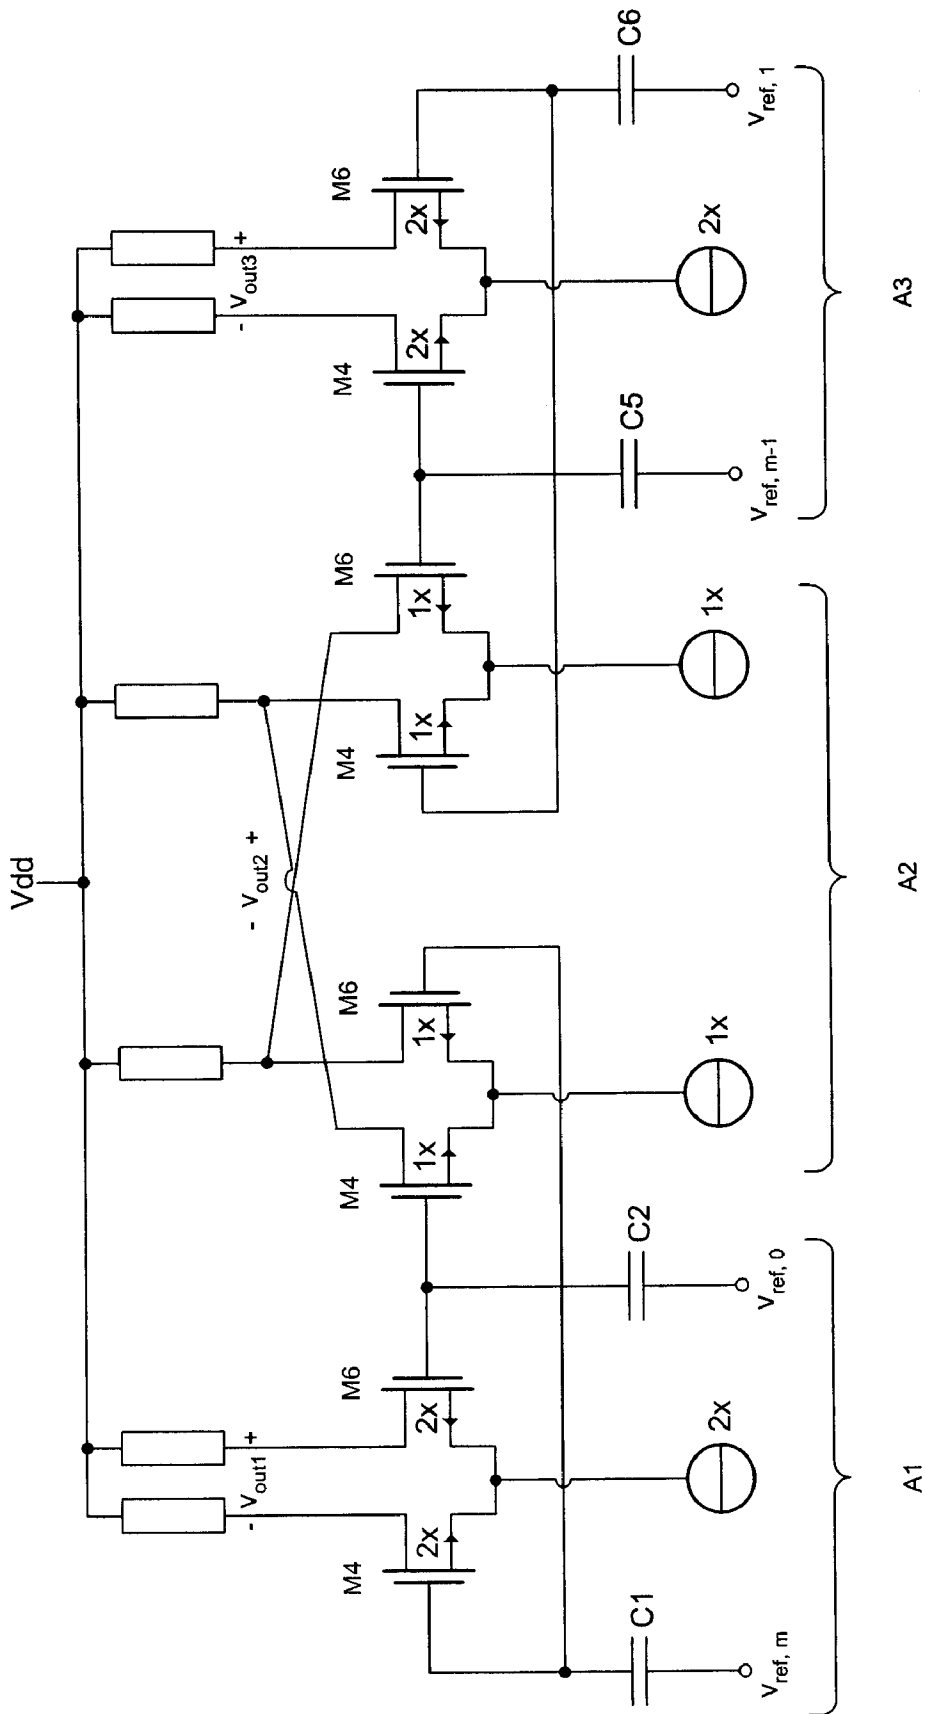 Vdd
- Vout1 +
- Vout2 +
- Vout3 +
M4
M6
M4
M6
M4
M6
M4
M6
2x
2x
1x
1x
1x
1x
2x
2x
C1
2x
C2
1x
1x
C5
2x
C6
Vref, m
Vref, 0
Vref, m-1
Vref, 1
A1
A2
A3